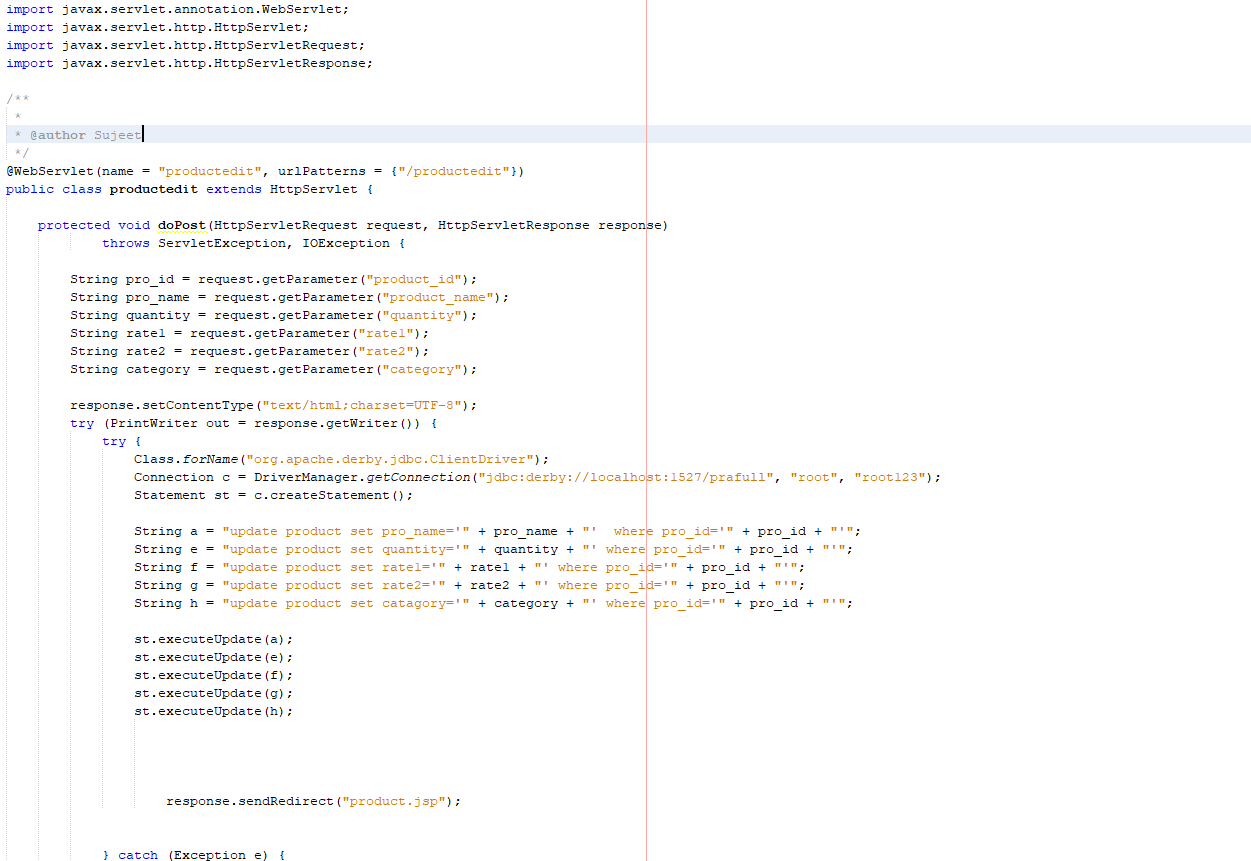 import javax.servlet.annotation.WebServlet;
import javax.servlet.http.HttpServlet;
import javax.servlet.http.HttpServletRequest;
import javax.servlet.http.HttpServletResponse;
/**
 *
 * @author Sujeet
 */
@WebServlet(name = "productedit", urlPatterns = {"/productedit"})
public class productedit extends HttpServlet {
    protected void doPost(HttpServletRequest request, HttpServletResponse response)
            throws ServletException, IOException {
        String pro_id = request.getParameter("product_id");
        String pro_name = request.getParameter("product_name");
        String quantity = request.getParameter("quantity");
        String rate1 = request.getParameter("rate1");
        String rate2 = request.getParameter("rate2");
        String category = request.getParameter("category");
        response.setContentType("text/html;charset=UTF-8");
        try (PrintWriter out = response.getWriter()) {
            try {
                Class.forName("org.apache.derby.jdbc.ClientDriver");
                Connection c = DriverManager.getConnection("jdbc:derby://localhost:1527/prafull", "root", "root123");
                Statement st = c.createStatement();
                String a = "update product set pro_name='" + pro_name + "'  where pro_id='" + pro_id + "'";
                String e = "update product set quantity='" + quantity + "' where pro_id='" + pro_id + "'";
                String f = "update product set rate1='" + rate1 + "' where pro_id='" + pro_id + "'";
                String g = "update product set rate2='" + rate2 + "' where pro_id='" + pro_id + "'";
                String h = "update product set catagory='" + category + "' where pro_id='" + pro_id + "'";
                st.executeUpdate(a);
                st.executeUpdate(e);
                st.executeUpdate(f);
                st.executeUpdate(g);
                st.executeUpdate(h);
                    response.sendRedirect("product.jsp");
            } catch (Exception e) {